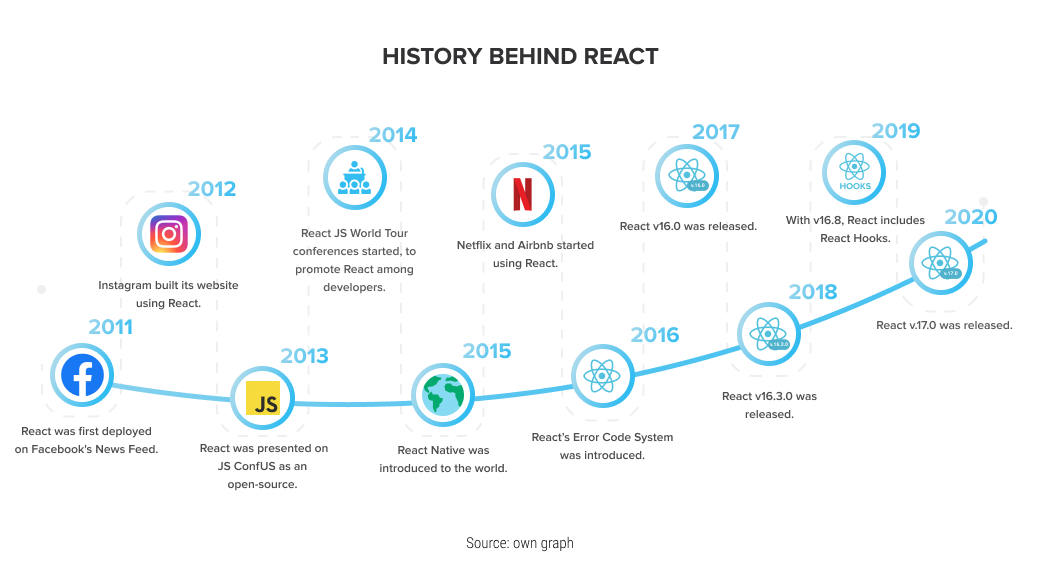 HISTORY BEHIND REACT
2011
React was first deployed
on Facebook's News Feed.
2012
Instagram built its website
using React.
2013
JS
React was presented on
JS ConfUS as an
open-source.
2014
React JS World Tour
conferences started, to
promote React among
developers.
2015
React Native was
introduced to the world.
2015
N
Netflix and Airbnb started
using React.
2016
React's Error Code System
was introduced.
2017
v.16.0
React v16.0 was released.
2018
v.16.3.0
React v16.3.0 was
released.
2019
HOOKS
With v16.8, React includes
React Hooks.
2020
v.17.0
React v.17.0 was released.
Source: own graph